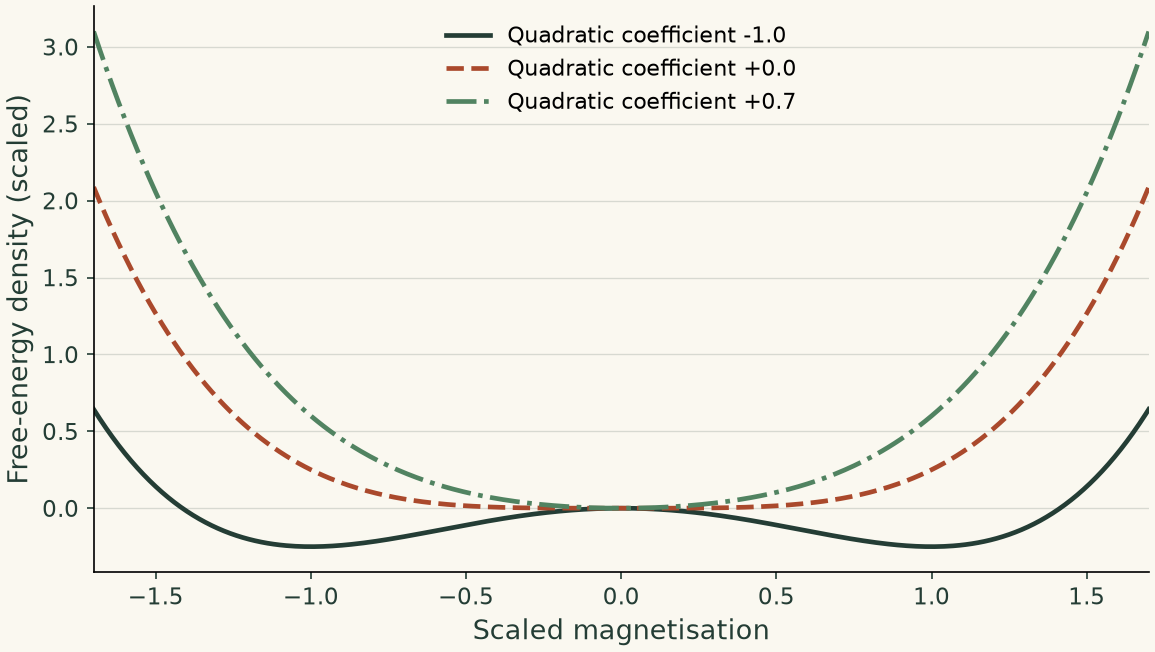 Quadratic coefficient -1.0
Quadratic coefficient +0.0
Quadratic coefficient +0.7
Free-energy density (scaled)
3.0
2.5
2.0
1.5
1.0
0.5
0.0
−1.5 −1.0 −0.5 0.0 0.5 1.0 1.5
Scaled magnetisation